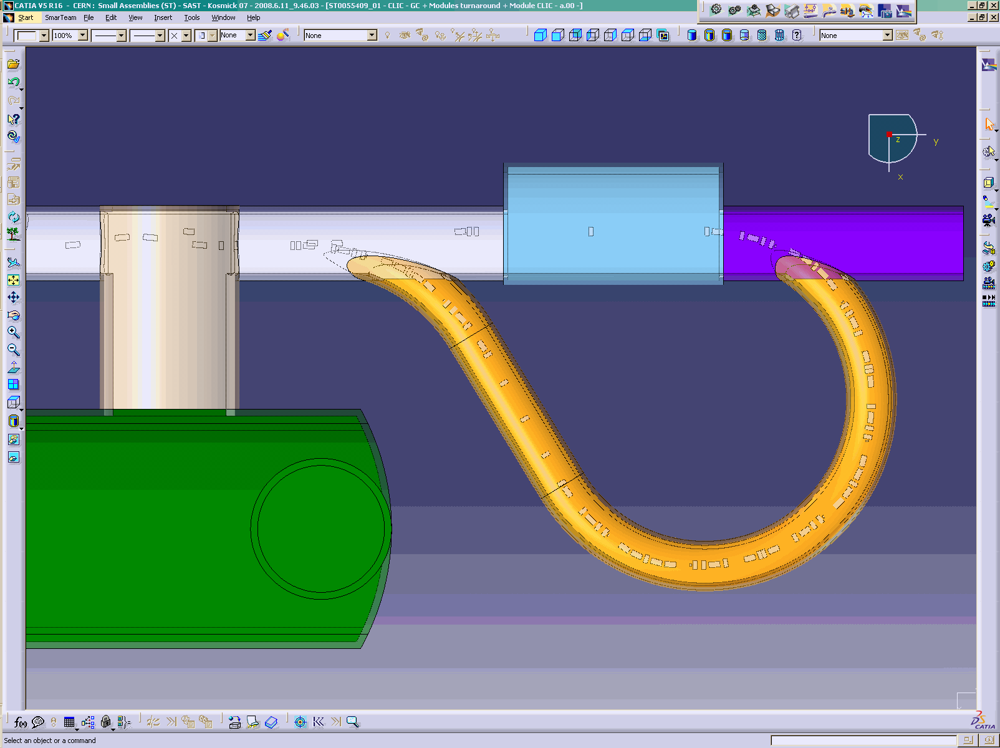 CATIA V5 R16 - CERN : Small Assemblies (ST) - SAST - Kosmick 07 - 2008.6.11_9.46.03 - [ST0055409_01 - CLIC - GC + Modules turnaround + Module CLIC - a.00 -]
Start SmarTeam File Edit View Insert Tools Window Help
100% None None None
z y
x
f(x)
DS CATIA
Select an object or a command